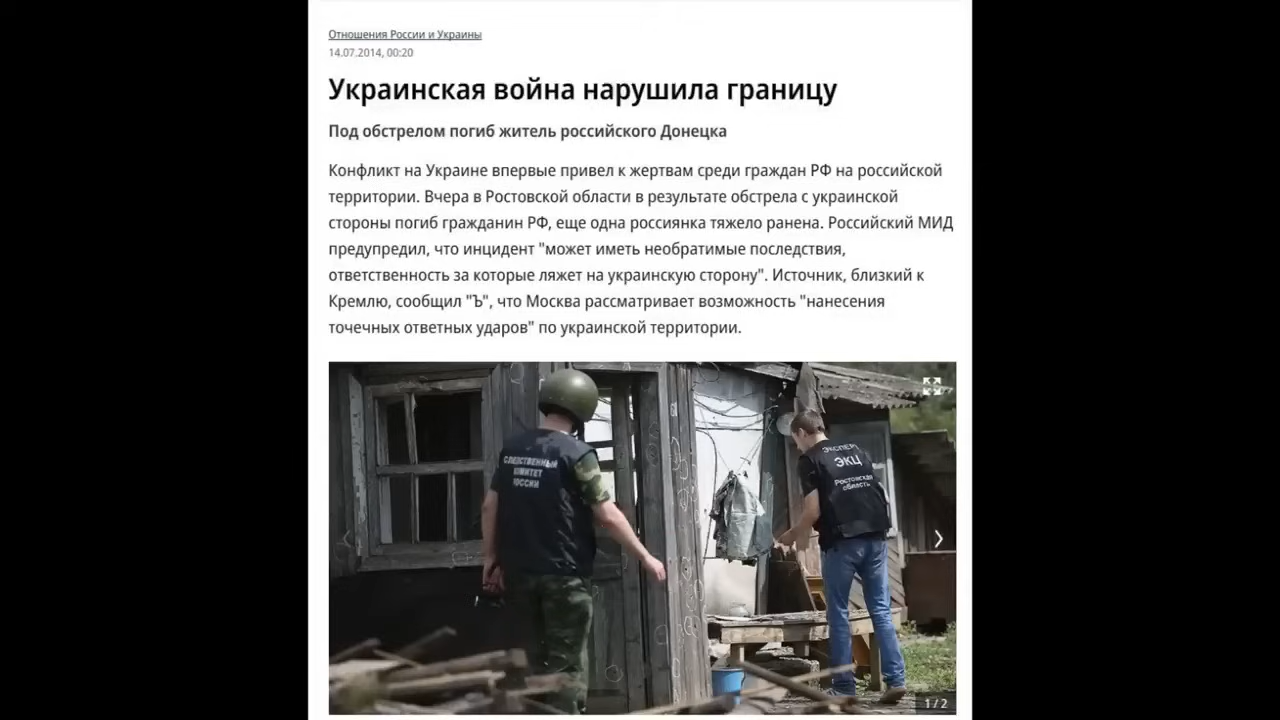 Отношения России и Украины
14.07.2014, 00:20
Украинская война нарушила границу
Под обстрелом погиб житель российского Донецка
Конфликт на Украине впервые привел к жертвам среди граждан РФ на российской
территории. Вчера в Ростовской области в результате обстрела с украинской
стороны погиб гражданин РФ, еще одна россиянка тяжело ранена. Российский МИД
предупредил, что инцидент "может иметь необратимые последствия,
ответственность за которые ляжет на украинскую сторону". Источник, близкий к
Кремлю, сообщил "Ъ", что Москва рассматривает возможность "нанесения
точечных ответных ударов" по украинской территории.
СЛЕДСТВЕННЫЙ
КОМИТЕТ
РОССИИ
ЭКСПЕРТ
ЭКЦ
Ростовская
область
1 / 2